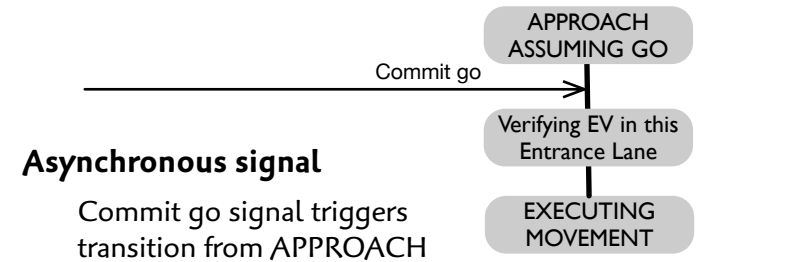 APPROACH
ASSUMING GO
Commit go
Verifying EV in this
Entrance Lane
Asynchronous signal
Commit go signal triggers
transition from APPROACH
EXECUTING
MOVEMENT